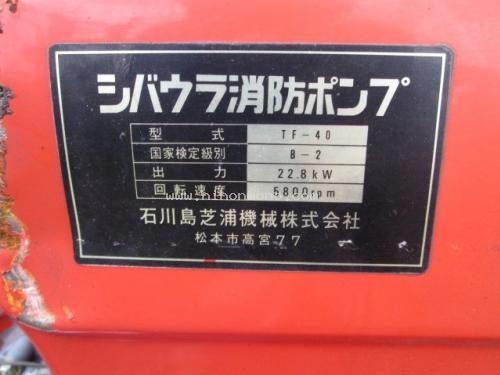 シバウラ消防ポンプ
型式 TF-40
国家検定級別 B-2
出力 22.8kW
回転速度 5800rpm
石川島芝浦機械株式会社
松本市高宮77